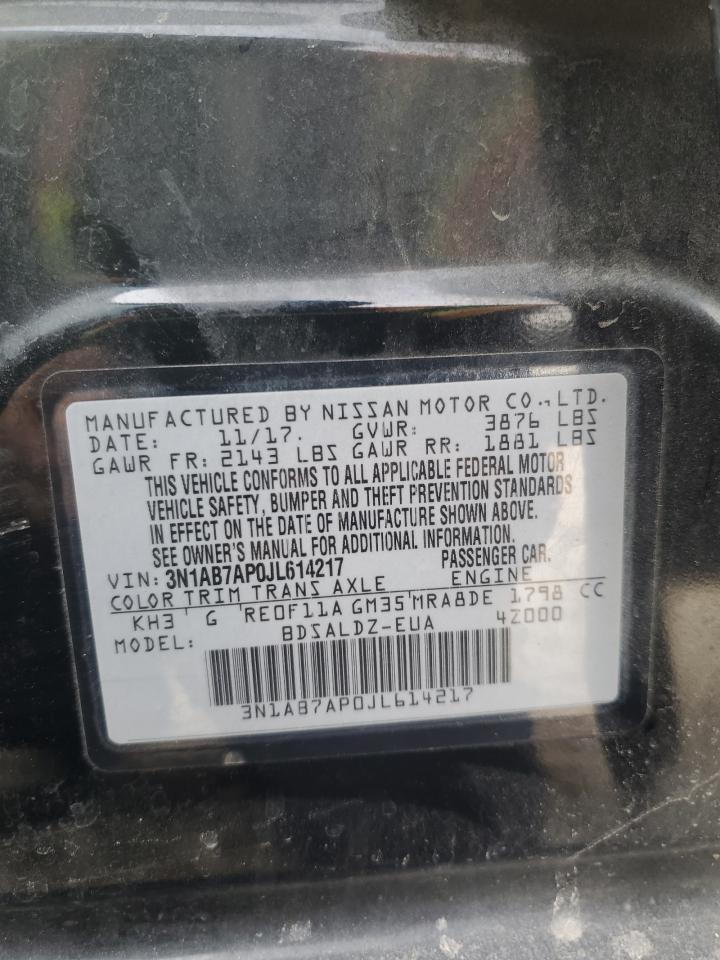 MANUFACTURED BY NISSAN MOTOR CO.,LTD.
DATE: 11/17. GVWR: 3876 LBS
GAWR FR: 2143 LBS GAWR RR: 1881 LBS
THIS VEHICLE CONFORMS TO ALL APPLICABLE FEDERAL MOTOR
VEHICLE SAFETY, BUMPER AND THEFT PREVENTION STANDARDS
IN EFFECT ON THE DATE OF MANUFACTURE SHOWN ABOVE.
SEE OWNER'S MANUAL FOR ADDITIONAL INFORMATION.
VIN: 3N1AB7AP0JL614217 PASSENGER CAR.
COLOR TRIM TRANS AXLE ENGINE
KH3' G 'RE0F11A GM35'MRA8DE 1798 CC
MODEL: BDSALDZ-EUA 4Z000
3N1AB7AP0JL614217